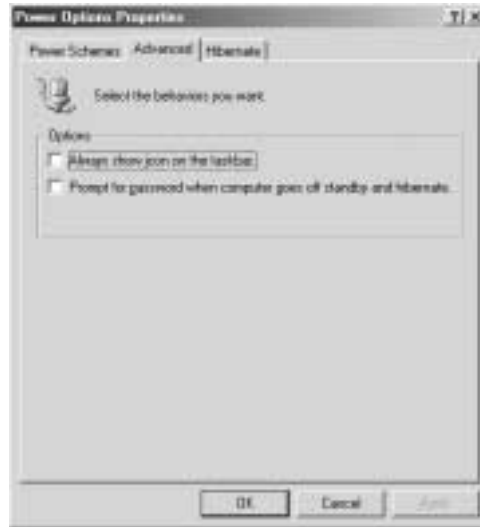 Power Options Properties
Power Schemes Advanced Hibernate
Select the behaviors you want.
Options
Always show icon on the taskbar.
Prompt for password when computer goes off standby and hibernate.
OK Cancel Apply